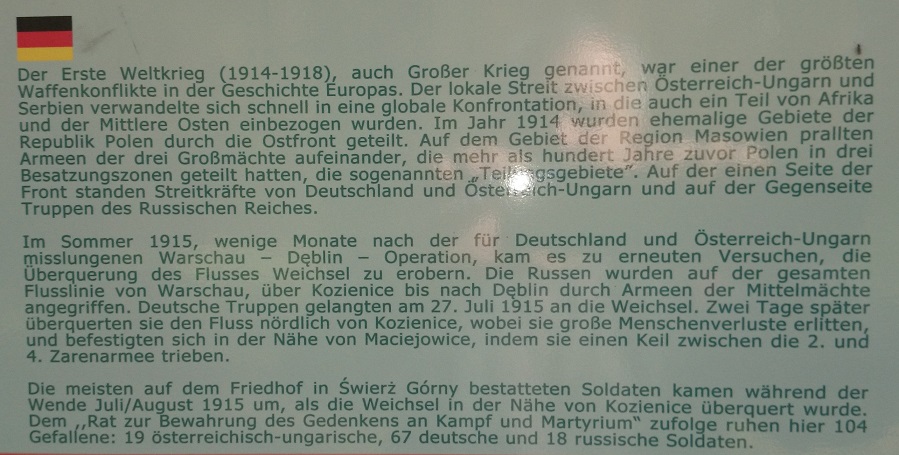 Der Erste Weltkrieg (1914-1918), auch Großer Krieg genannt, war einer der größten
Waffenkonflikte in der Geschichte Europas. Der lokale Streit zwischen Österreich-Ungarn und
Serbien verwandelte sich schnell in eine globale Konfrontation, in die auch ein Teil von Afrika
und der Mittlere Osten einbezogen wurden. Im Jahr 1914 wurden ehemalige Gebiete der
Republik Polen durch die Ostfront geteilt. Auf dem Gebiet der Region Masowien prallten
Armeen der drei Großmächte aufeinander, die mehr als hundert Jahre zuvor Polen in drei
Besatzungszonen geteilt hatten, die sogenannten „Teilungsgebiete”. Auf der einen Seite der
Front standen Streitkräfte von Deutschland und Österreich-Ungarn und auf der Gegenseite
Truppen des Russischen Reiches.
Im Sommer 1915, wenige Monate nach der für Deutschland und Österreich-Ungarn
misslungenen Warschau – Dęblin – Operation, kam es zu erneuten Versuchen, die
Überquerung des Flusses Weichsel zu erobern. Die Russen wurden auf der gesamten
Flusslinie von Warschau, über Kozienice bis nach Dęblin durch Armeen der Mittelmächte
angegriffen. Deutsche Truppen gelangten am 27. Juli 1915 an die Weichsel. Zwei Tage später
überquerten sie den Fluss nördlich von Kozienice, wobei sie große Menschenverluste erlitten,
und befestigten sich in der Nähe von Maciejowice, indem sie einen Keil zwischen die 2. und
4. Zarenarmee trieben.
Die meisten auf dem Friedhof in Świerż Górny bestatteten Soldaten kamen während der
Wende Juli/August 1915 um, als die Weichsel in der Nähe von Kozienice überquert wurde.
Dem ,,Rat zur Bewahrung des Gedenkens an Kampf und Martyrium” zufolge ruhen hier 104
Gefallene: 19 österreichisch-ungarische, 67 deutsche und 18 russische Soldaten.